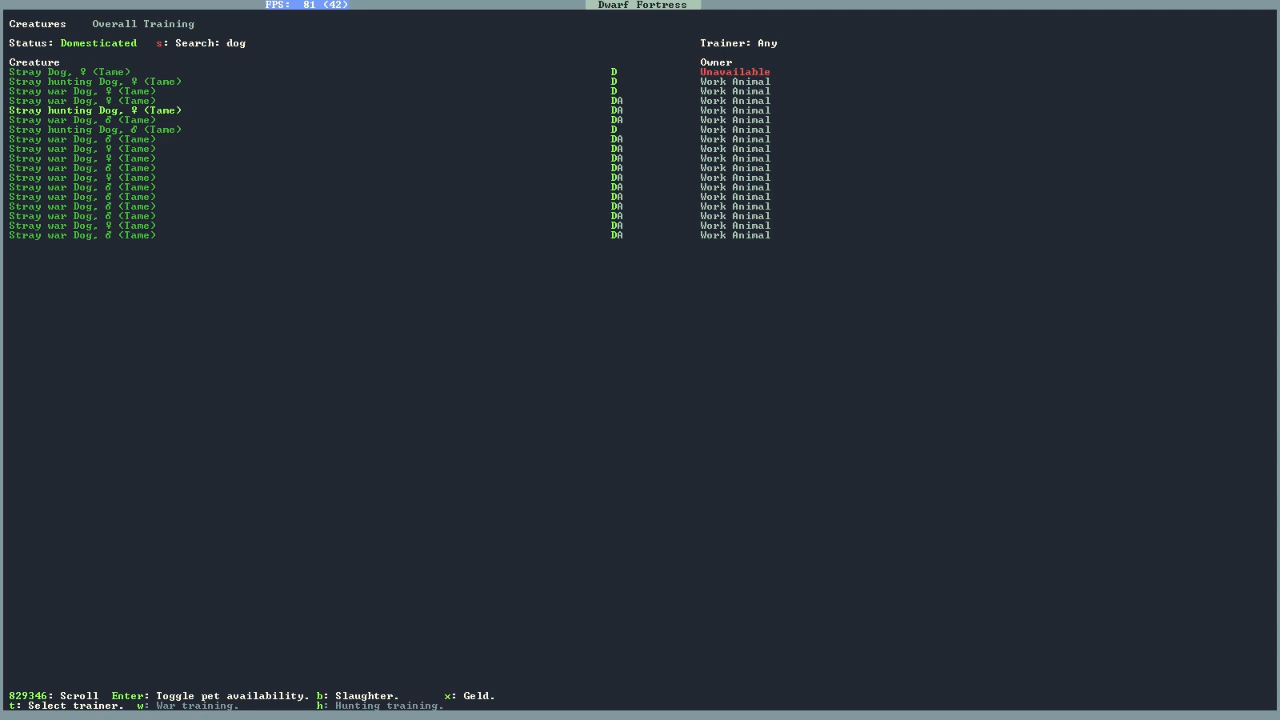 FPS: 81 (42) Dwarf Fortress
Creatures Overall Training
Status: Domesticated s: Search: dog Trainer: Any
Creature Owner
Stray Dog, ♀ (Tame) D Unavailable
Stray hunting Dog, ♀ (Tame) D Work Animal
Stray war Dog, ♀ (Tame) D Work Animal
Stray war Dog, ♀ (Tame) DA Work Animal
Stray hunting Dog, ♀ (Tame) DA Work Animal
Stray war Dog, ♂ (Tame) DA Work Animal
Stray hunting Dog, ♂ (Tame) D Work Animal
Stray war Dog, ♂ (Tame) DA Work Animal
Stray war Dog, ♀ (Tame) DA Work Animal
Stray war Dog, ♀ (Tame) DA Work Animal
Stray war Dog, ♂ (Tame) DA Work Animal
Stray war Dog, ♀ (Tame) DA Work Animal
Stray war Dog, ♂ (Tame) DA Work Animal
Stray war Dog, ♂ (Tame) DA Work Animal
Stray war Dog, ♂ (Tame) DA Work Animal
Stray war Dog, ♂ (Tame) DA Work Animal
Stray war Dog, ♀ (Tame) DA Work Animal
Stray war Dog, ♂ (Tame) DA Work Animal
829346: Scroll Enter: Toggle pet availability. b: Slaughter. x: Geld.
t: Select trainer. w: War training. h: Hunting training.